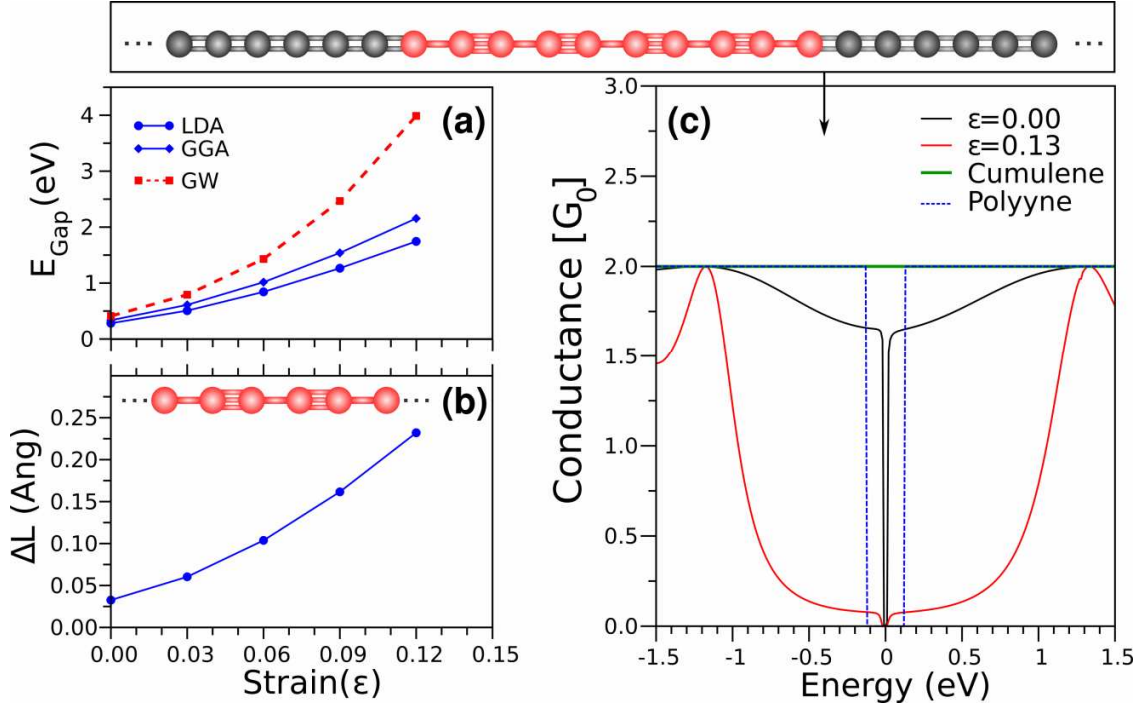 ... ...
(a)
LDA
GGA
GW
E_Gap(eV)
4
3
2
1
0
(b)
... ...
ΔL (Ang)
0.25
0.20
0.15
0.10
0.05
0.00
0.00 0.03 0.06 0.09 0.12 0.15
Strain(ε)
(c)
ε=0.00
ε=0.13
Cumulene
Polyyne
Conductance [G_0]
3.0
2.5
2.0
1.5
1.0
0.5
0.0
-1.5 -1 -0.5 0 0.5 1 1.5
Energy (eV)